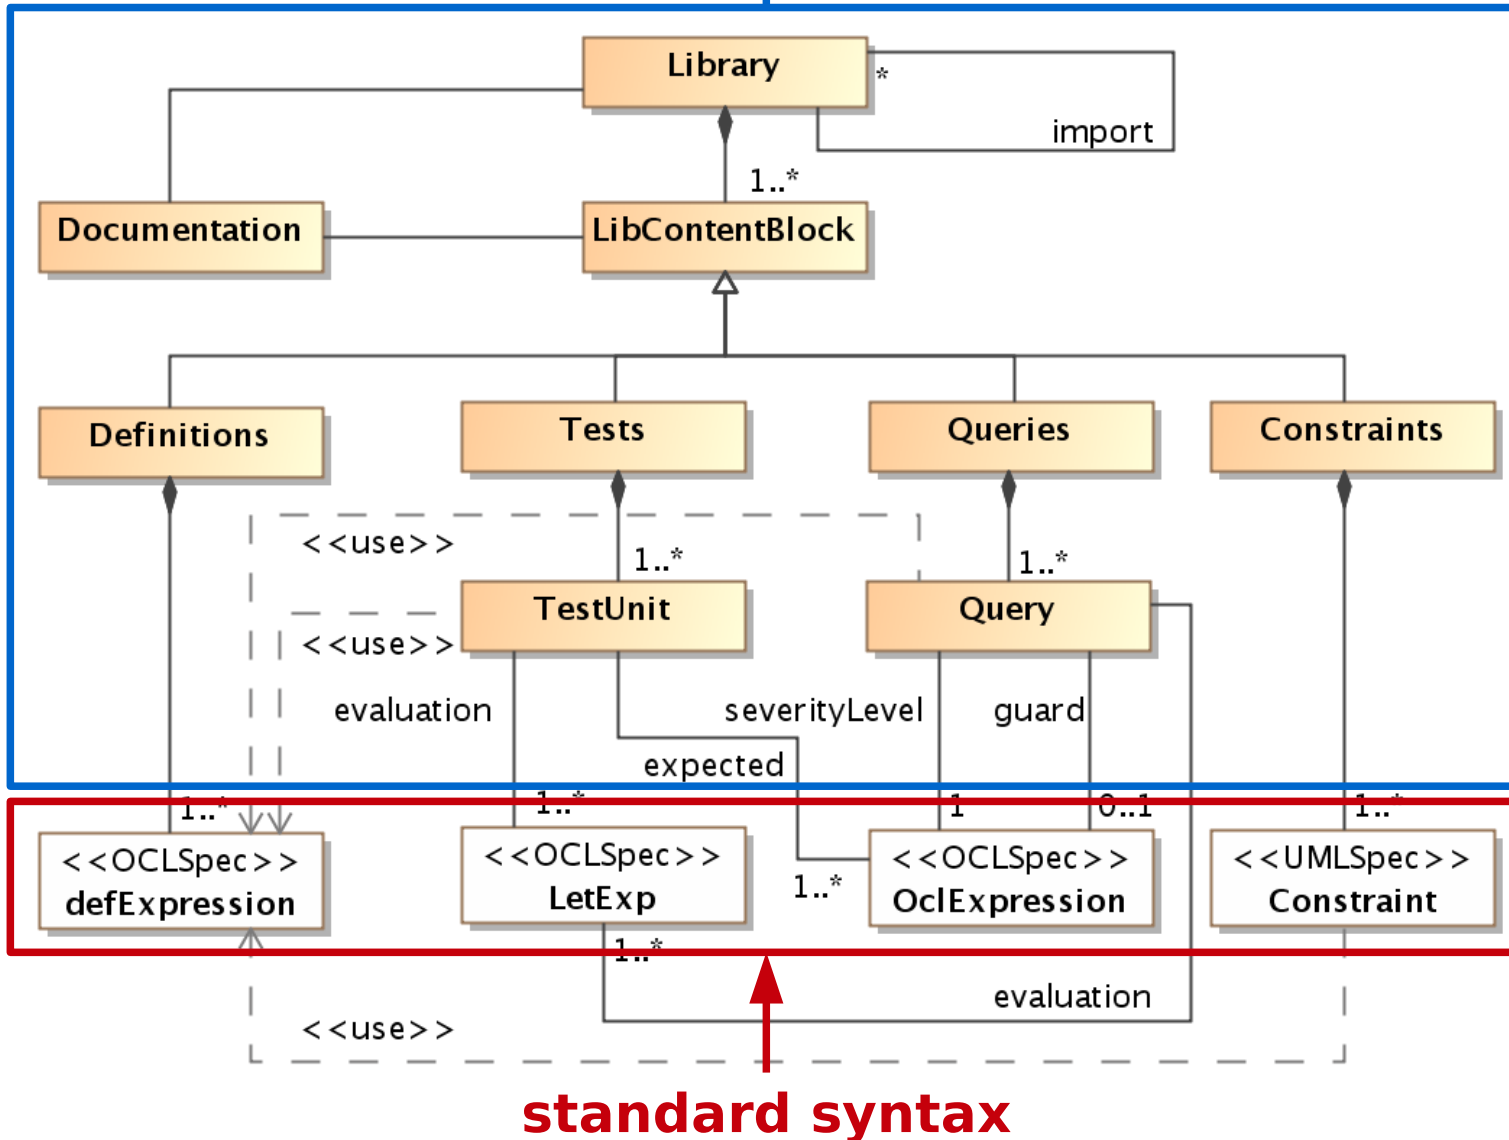 Library
*
import
1..*
Documentation
LibContentBlock
Definitions
Tests
Queries
Constraints
<<use>>
1..*
1..*
TestUnit
Query
<<use>>
evaluation
severityLevel
guard
expected
1..*
1..*
1
0..1
1..*
<<OCLSpec>>
defExpression
<<OCLSpec>>
LetExp
1..*
<<OCLSpec>>
OclExpression
<<UMLSpec>>
Constraint
1..*
evaluation
<<use>>
standard syntax